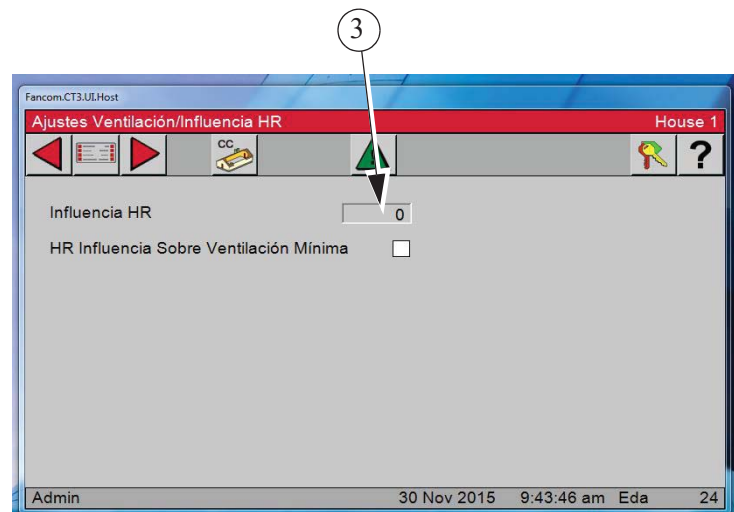 3
Fancom.CT3.UI.Host
Ajustes Ventilación/Influencia HR House 1
CC
?
Influencia HR 0
HR Influencia Sobre Ventilación Mínima
Admin 30 Nov 2015 9:43:46 am Eda 24